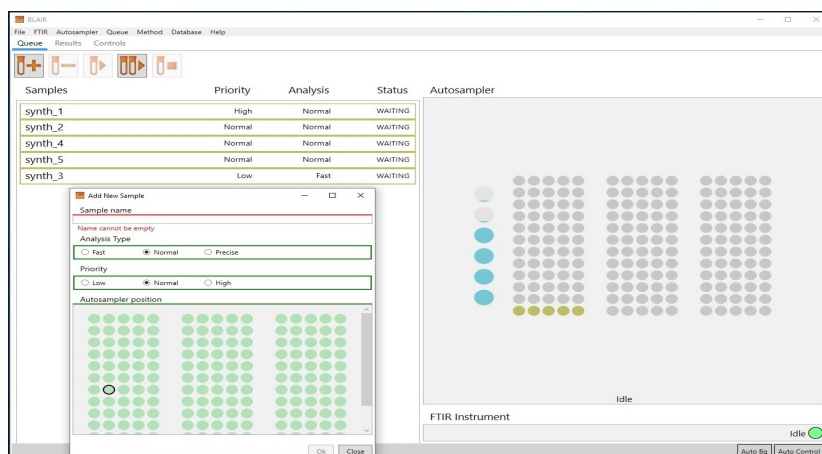 BLAIR
File FTIR Autosampler Queue Method Database Help
Queue Results Controls
Samples Priority Analysis Status Autosampler
synth_1 High Normal WAITING
synth_2 Normal Normal WAITING
synth_4 Normal Normal WAITING
synth_5 Normal Normal WAITING
synth_3 Low Fast WAITING
Add New Sample
Sample name
Name cannot be empty
Analysis Type
Fast Normal Precise
Priority
Low Normal High
Autosampler position
Idle
FTIR Instrument
Idle
Ok Close
Auto Bg Auto Control